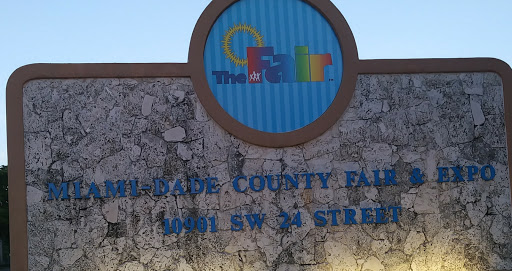 The Fair
MIAMI-DADE COUNTY FAIR & EXPO
10901 SW 24 STREET